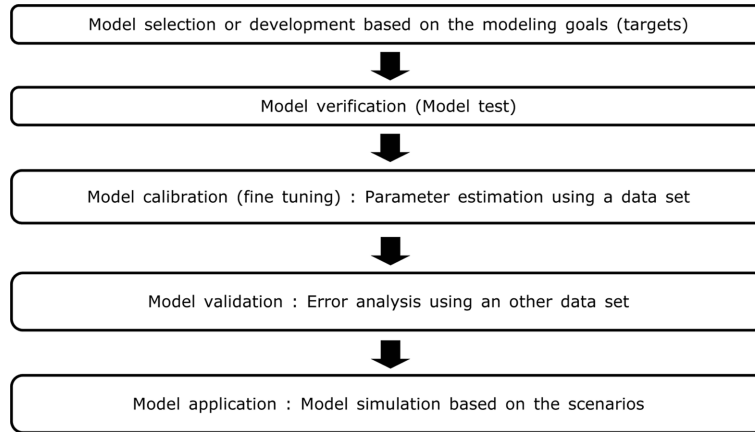 Model selection or development based on the modeling goals (targets)
Model verification (Model test)
Model calibration (fine tuning) : Parameter estimation using a data set
Model validation : Error analysis using an other data set
Model application : Model simulation based on the scenarios